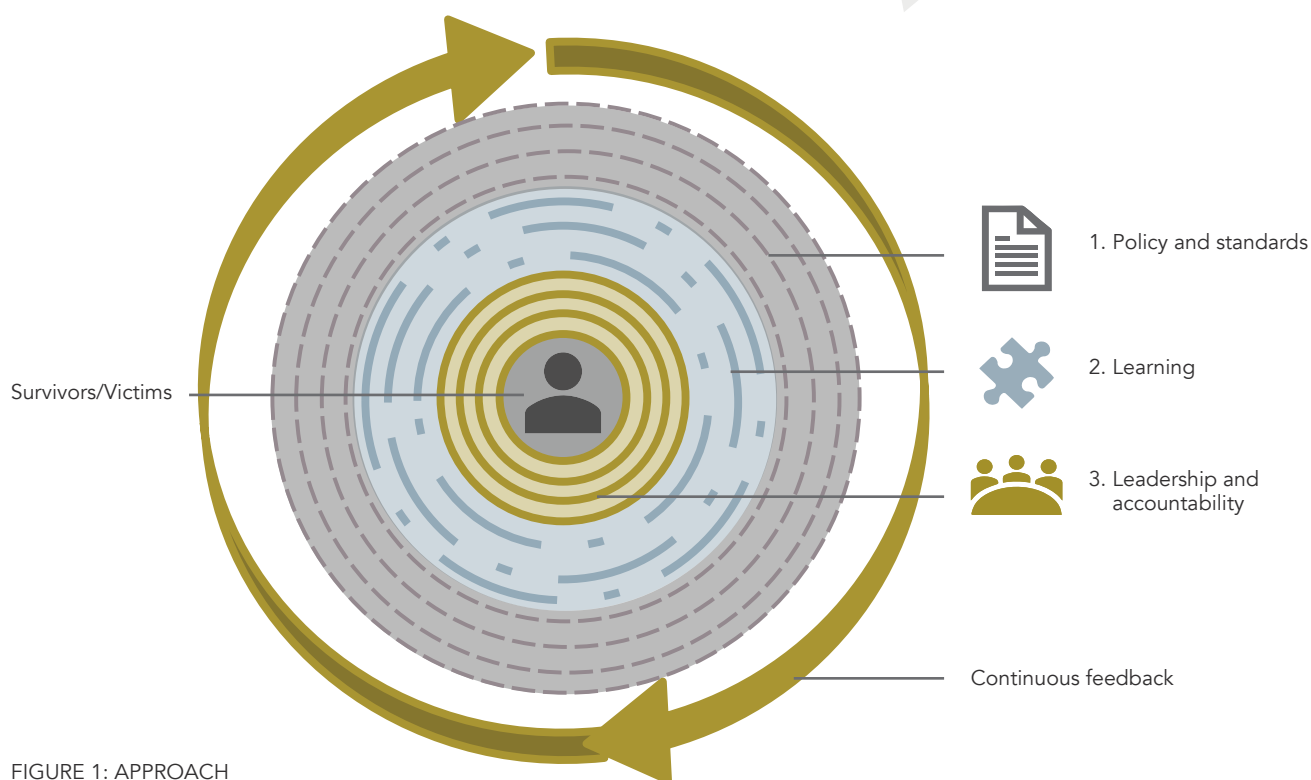 1. Policy and standards
2. Learning
Survivors/Victims
3. Leadership and
accountability
Continuous feedback
FIGURE 1: APPROACH